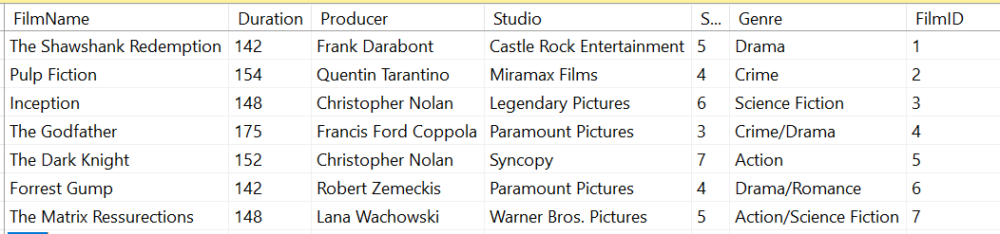 FilmName Duration Producer Studio S... Genre FilmID
The Shawshank Redemption 142 Frank Darabont Castle Rock Entertainment 5 Drama 1
Pulp Fiction 154 Quentin Tarantino Miramax Films 4 Crime 2
Inception 148 Christopher Nolan Legendary Pictures 6 Science Fiction 3
The Godfather 175 Francis Ford Coppola Paramount Pictures 3 Crime/Drama 4
The Dark Knight 152 Christopher Nolan Syncopy 7 Action 5
Forrest Gump 142 Robert Zemeckis Paramount Pictures 4 Drama/Romance 6
The Matrix Ressurections 148 Lana Wachowski Warner Bros. Pictures 5 Action/Science Fiction 7